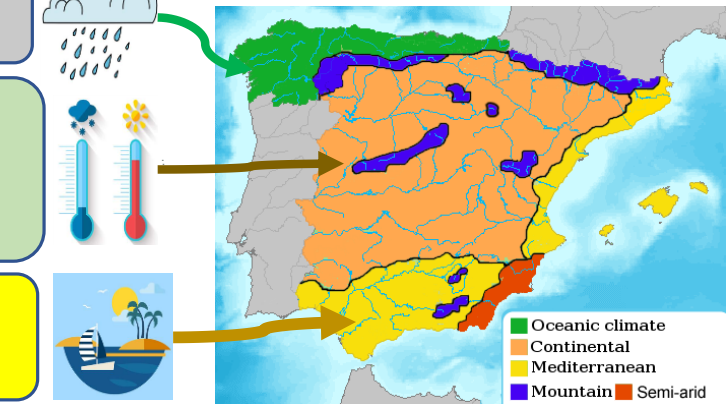 Oceanic climate
Continental
Mediterranean
Mountain Semi-arid